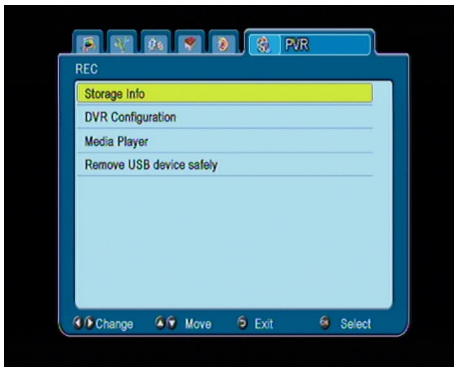 PVR
REC
Storage Info
DVR Configuration
Media Player
Remove USB device safely
Change Move Exit Select